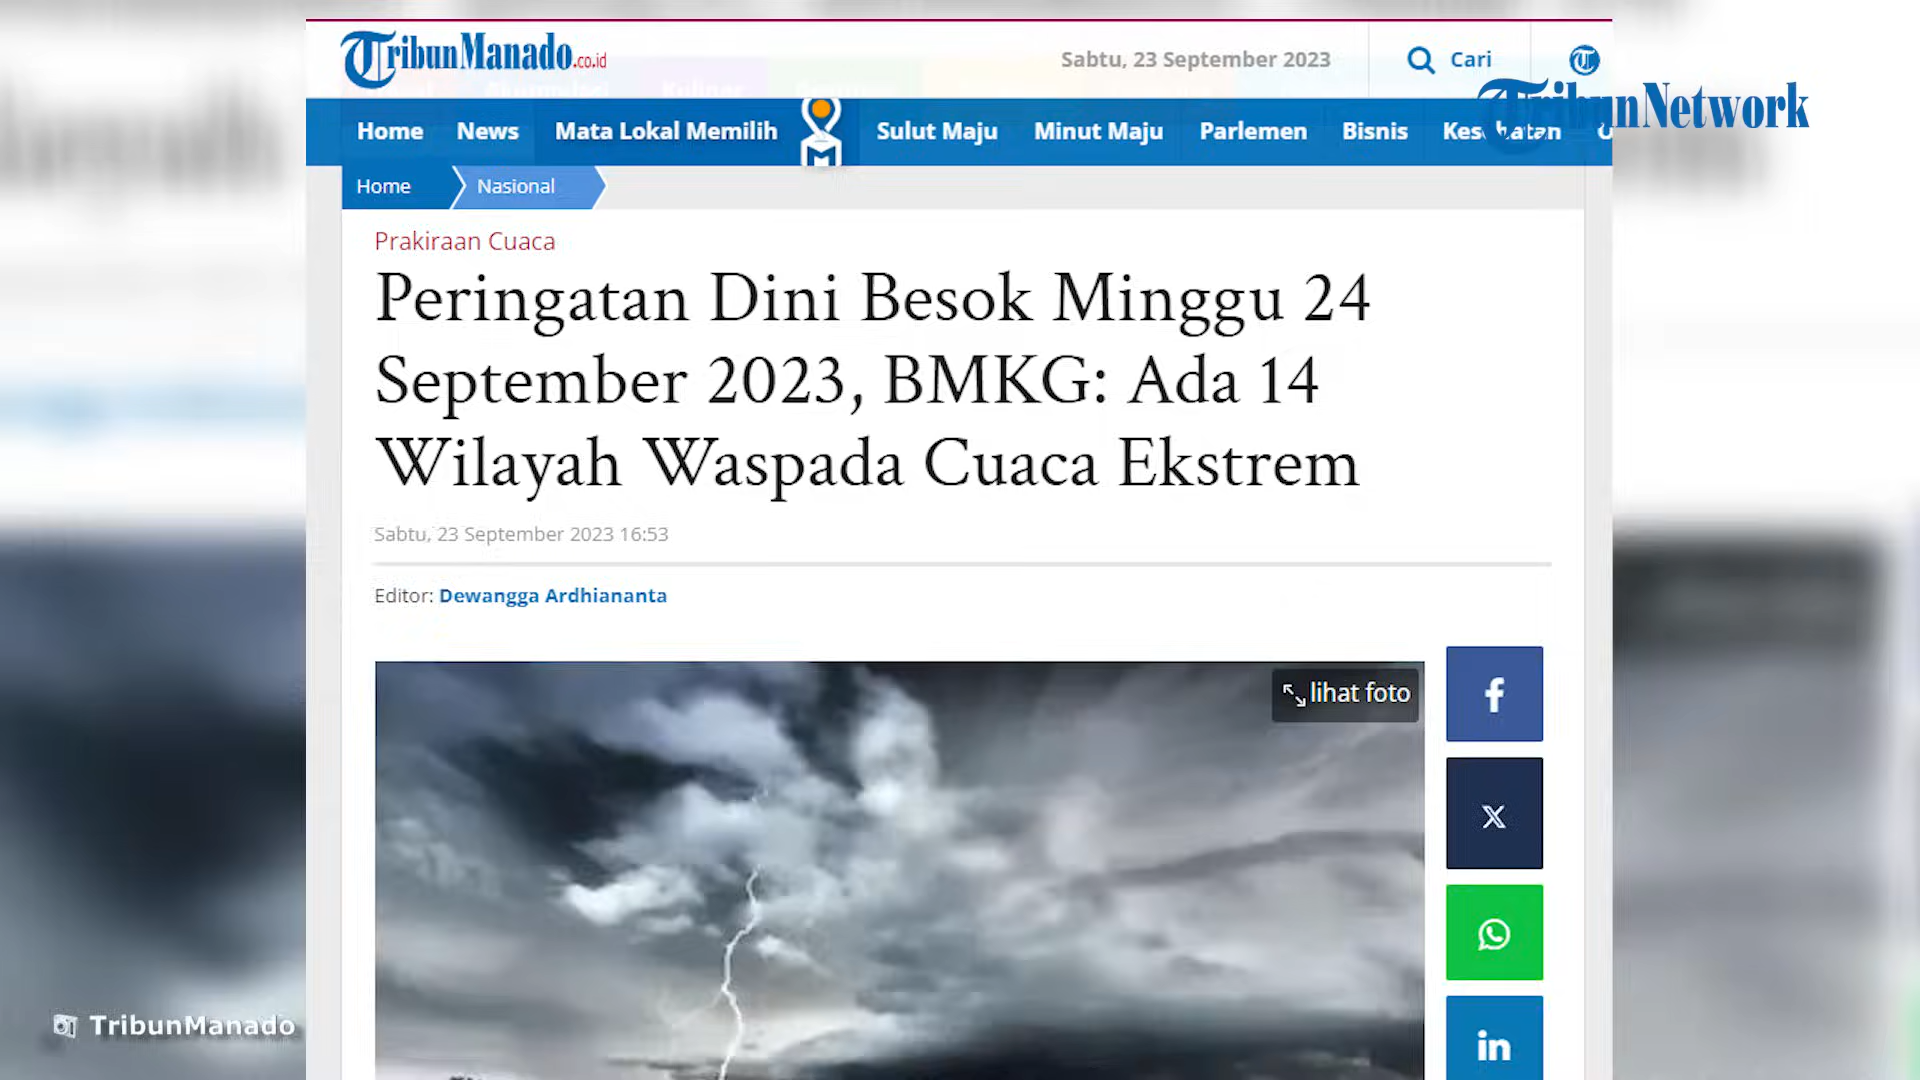 TribunManado.co.id
Sabtu, 23 September 2023
Cari
TribunNetwork
Home
News
Mata Lokal Memilih
Sulut Maju
Minut Maju
Parlemen
Bisnis
Kesehatan
Home
Nasional
Prakiraan Cuaca
Peringatan Dini Besok Minggu 24
September 2023, BMKG: Ada 14
Wilayah Waspada Cuaca Ekstrem
Sabtu, 23 September 2023 16:53
Editor: Dewangga Ardhiananta
lihat foto
TribunManado